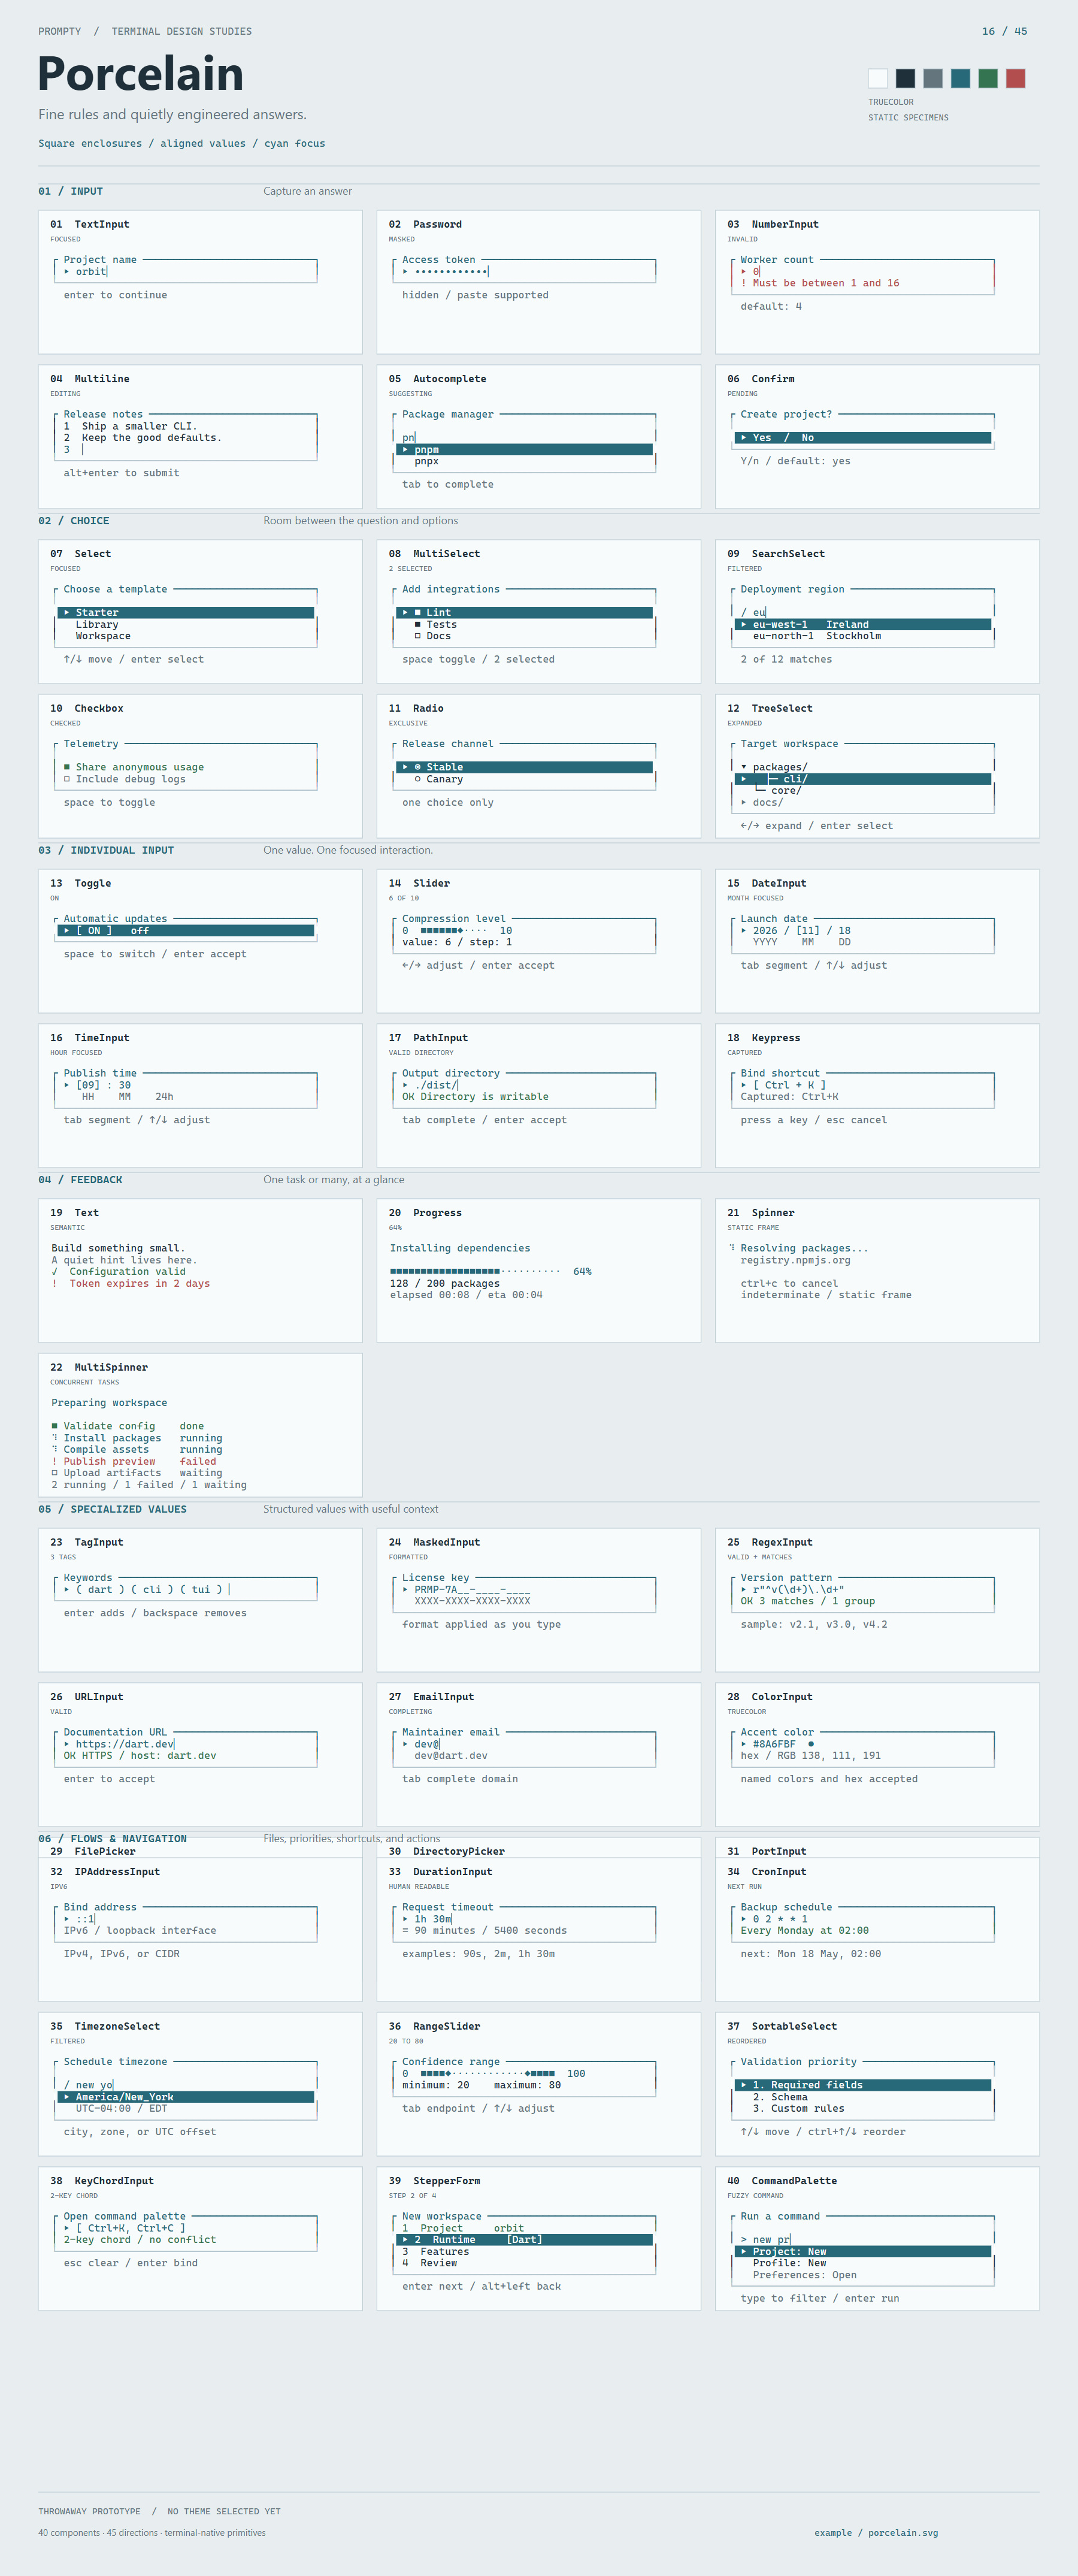 PROMPTY / TERMINAL DESIGN STUDIES
16 / 45
Porcelain
Fine rules and quietly engineered answers.
TRUECOLOR
STATIC SPECIMENS
Square enclosures / aligned values / cyan focus
01 / INPUT
Capture an answer
01 TextInput
FOCUSED
Project name
▸ orbit
enter to continue
02 Password
MASKED
Access token
▸ ••••••••••••
hidden / paste supported
03 NumberInput
INVALID
Worker count
▸ 0
! Must be between 1 and 16
default: 4
04 Multiline
EDITING
Release notes
1 Ship a smaller CLI.
2 Keep the good defaults.
3
alt+enter to submit
05 Autocomplete
SUGGESTING
Package manager
pn
▸ pnpm
pnpx
tab to complete
06 Confirm
PENDING
Create project?
▸ Yes / No
Y/n / default: yes
02 / CHOICE
Room between the question and options
07 Select
FOCUSED
Choose a template
▸ Starter
Library
Workspace
↑/↓ move / enter select
08 MultiSelect
2 SELECTED
Add integrations
▸ ■ Lint
■ Tests
□ Docs
space toggle / 2 selected
09 SearchSelect
FILTERED
Deployment region
/ eu
▸ eu-west-1 Ireland
eu-north-1 Stockholm
2 of 12 matches
10 Checkbox
CHECKED
Telemetry
■ Share anonymous usage
□ Include debug logs
space to toggle
11 Radio
EXCLUSIVE
Release channel
▸ ◉ Stable
○ Canary
one choice only
12 TreeSelect
EXPANDED
Target workspace
▾ packages/
▸ ├─ cli/
└─ core/
▸ docs/
←/→ expand / enter select
03 / INDIVIDUAL INPUT
One value. One focused interaction.
13 Toggle
ON
Automatic updates
▸ [ ON ] off
space to switch / enter accept
14 Slider
6 OF 10
Compression level
0 ■■■■■■◆···· 10
value: 6 / step: 1
←/→ adjust / enter accept
15 DateInput
MONTH FOCUSED
Launch date
▸ 2026 / [11] / 18
YYYY MM DD
tab segment / ↑/↓ adjust
16 TimeInput
HOUR FOCUSED
Publish time
▸ [09] : 30
HH MM 24h
tab segment / ↑/↓ adjust
17 PathInput
VALID DIRECTORY
Output directory
▸ ./dist/
OK Directory is writable
tab complete / enter accept
18 Keypress
CAPTURED
Bind shortcut
▸ [ Ctrl + K ]
Captured: Ctrl+K
press a key / esc cancel
04 / FEEDBACK
One task or many, at a glance
19 Text
SEMANTIC
Build something small.
A quiet hint lives here.
√ Configuration valid
! Token expires in 2 days
20 Progress
64%
Installing dependencies
■■■■■■■■■■■■■■■■■■·········· 64%
128 / 200 packages
elapsed 00:08 / eta 00:04
21 Spinner
STATIC FRAME
⠹ Resolving packages...
registry.npmjs.org
ctrl+c to cancel
indeterminate / static frame
22 MultiSpinner
CONCURRENT TASKS
Preparing workspace
■ Validate config done
⠹ Install packages running
⠹ Compile assets running
! Publish preview failed
□ Upload artifacts waiting
2 running / 1 failed / 1 waiting
05 / SPECIALIZED VALUES
Structured values with useful context
23 TagInput
3 TAGS
Keywords
▸ ( dart ) ( cli ) ( tui )
enter adds / backspace removes
24 MaskedInput
FORMATTED
License key
▸ PRMP-7A__-____-____
XXXX-XXXX-XXXX-XXXX
format applied as you type
25 RegexInput
VALID + MATCHES
Version pattern
▸ r"^v(\d+)\.\d+"
OK 3 matches / 1 group
sample: v2.1, v3.0, v4.2
26 URLInput
VALID
Documentation URL
▸ https://dart.dev
OK HTTPS / host: dart.dev
enter to accept
27 EmailInput
COMPLETING
Maintainer email
▸ dev@
dev@dart.dev
tab complete domain
28 ColorInput
TRUECOLOR
Accent color
▸ #8A6FBF ●
hex / RGB 138, 111, 191
named colors and hex accepted
06 / FLOWS & NAVIGATION
Files, priorities, shortcuts, and actions
29 FilePicker
30 DirectoryPicker
31 PortInput
32 IPAddressInput
IPV6
Bind address
▸ ::1
IPv6 / loopback interface
IPv4, IPv6, or CIDR
33 DurationInput
HUMAN READABLE
Request timeout
▸ 1h 30m
= 90 minutes / 5400 seconds
examples: 90s, 2m, 1h 30m
34 CronInput
NEXT RUN
Backup schedule
▸ 0 2 * * 1
Every Monday at 02:00
next: Mon 18 May, 02:00
35 TimezoneSelect
FILTERED
Schedule timezone
/ new yo
▸ America/New_York
UTC-04:00 / EDT
city, zone, or UTC offset
36 RangeSlider
20 TO 80
Confidence range
0 ■■■■◆············◆■■■■ 100
minimum: 20 maximum: 80
tab endpoint / ↑/↓ adjust
37 SortableSelect
REORDERED
Validation priority
▸ 1. Required fields
2. Schema
3. Custom rules
↑/↓ move / ctrl+↑/↓ reorder
38 KeyChordInput
2-KEY CHORD
Open command palette
▸ [ Ctrl+K, Ctrl+C ]
2-key chord / no conflict
esc clear / enter bind
39 StepperForm
STEP 2 OF 4
New workspace
1 Project orbit
▸ 2 Runtime [Dart]
3 Features
4 Review
enter next / alt+left back
40 CommandPalette
FUZZY COMMAND
Run a command
> new pr
▸ Project: New
Profile: New
Preferences: Open
type to filter / enter run
THROWAWAY PROTOTYPE / NO THEME SELECTED YET
40 components · 45 directions · terminal-native primitives
example / porcelain.svg